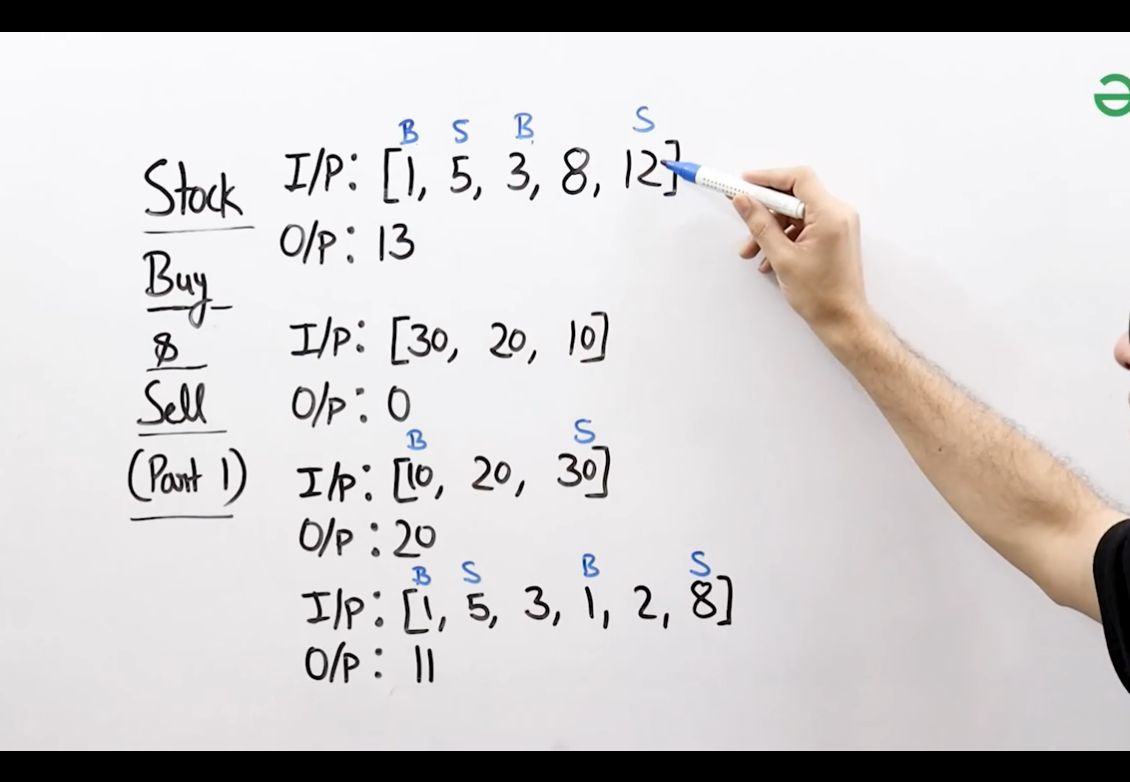 Stock
Buy
&
Sell
(Part 1)
B S B S
I/P: [1, 5, 3, 8, 12]
O/P: 13
I/P: [30, 20, 10]
O/P: 0
B S
I/P: [10, 20, 30]
O/P: 20
B S B S
I/P: [1, 5, 3, 1, 2, 8]
O/P: 11